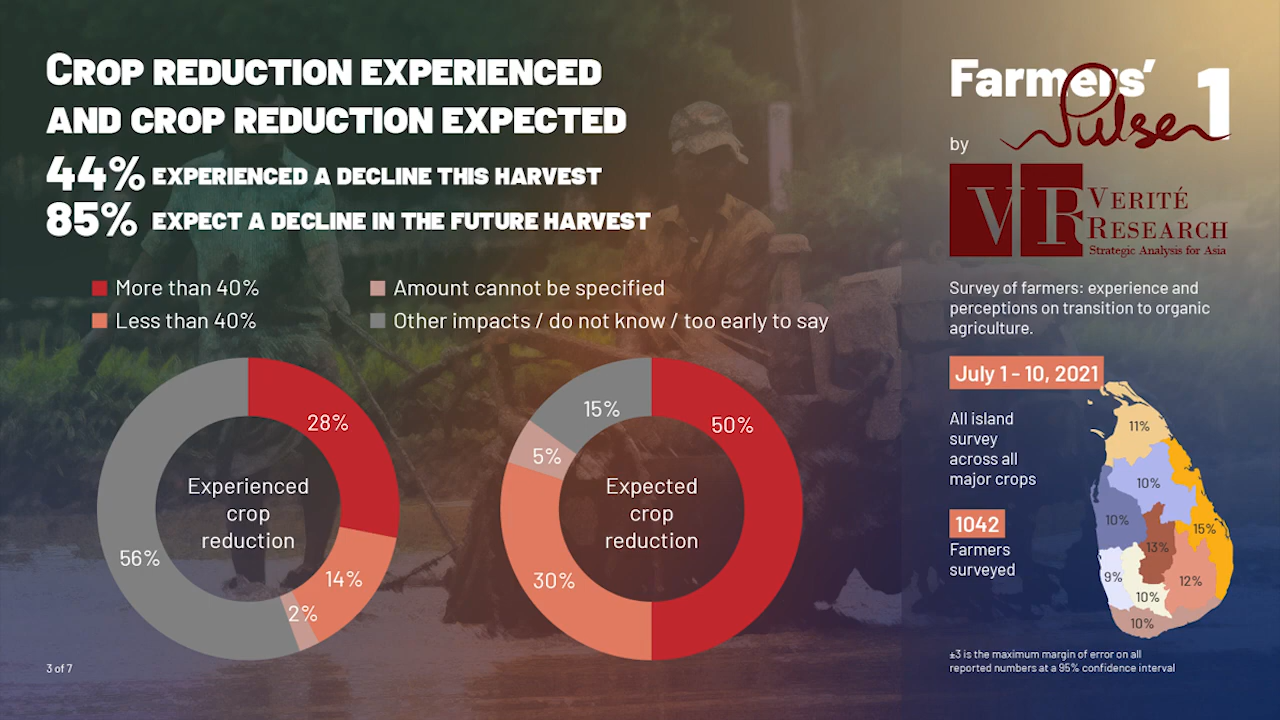 CROP REDUCTION EXPERIENCED
AND CROP REDUCTION EXPECTED
44% EXPERIENCED A DECLINE THIS HARVEST
85% EXPECT A DECLINE IN THE FUTURE HARVEST
More than 40%
Amount cannot be specified
Less than 40%
Other impacts / do not know / too early to say
28%
14%
2%
56%
Experienced
crop
reduction
50%
30%
5%
15%
Expected
crop
reduction
3 of 7
Farmers’
Pulse 1
by
VR
VERITÉ
RESEARCH
Strategic Analysis for Asia
Survey of farmers: experience and
perceptions on transition to organic
agriculture.
July 1 - 10, 2021
All island
survey
across all
major crops
1042
Farmers
surveyed
11%
10%
10%
15%
13%
9%
12%
10%
10%
±3 is the maximum margin of error on all
reported numbers at a 95% confidence interval